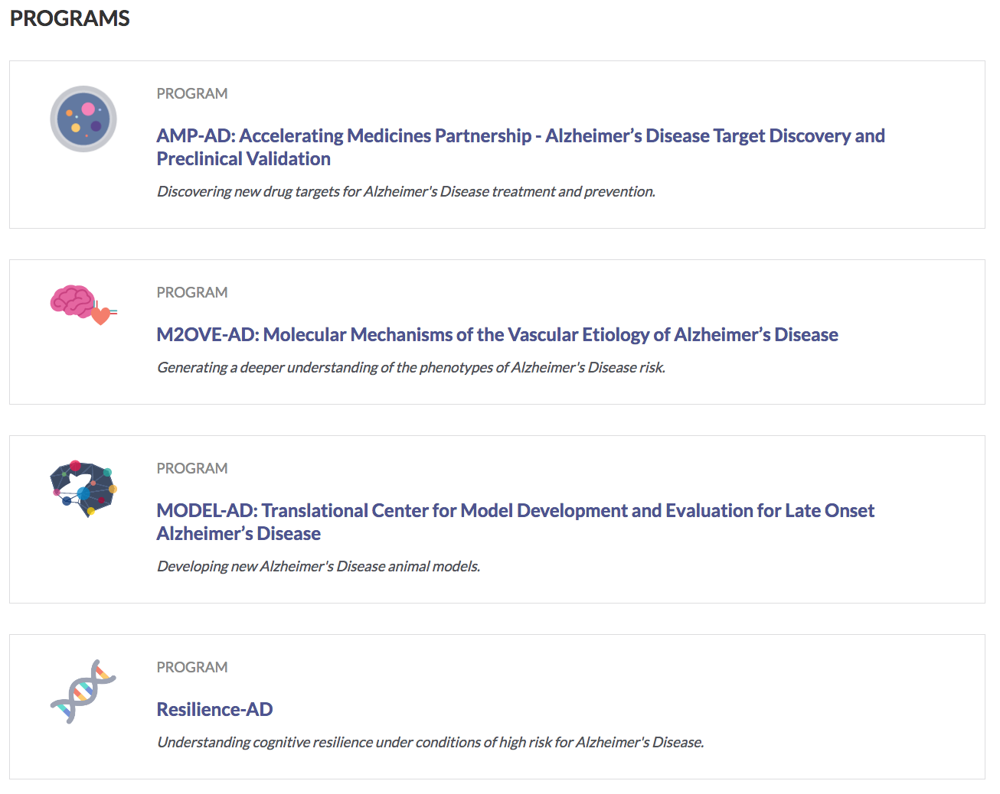 PROGRAMS
PROGRAM
AMP-AD: Accelerating Medicines Partnership - Alzheimer’s Disease Target Discovery and
Preclinical Validation
Discovering new drug targets for Alzheimer's Disease treatment and prevention.
PROGRAM
M2OVE-AD: Molecular Mechanisms of the Vascular Etiology of Alzheimer’s Disease
Generating a deeper understanding of the phenotypes of Alzheimer's Disease risk.
PROGRAM
MODEL-AD: Translational Center for Model Development and Evaluation for Late Onset
Alzheimer’s Disease
Developing new Alzheimer's Disease animal models.
PROGRAM
Resilience-AD
Understanding cognitive resilience under conditions of high risk for Alzheimer's Disease.